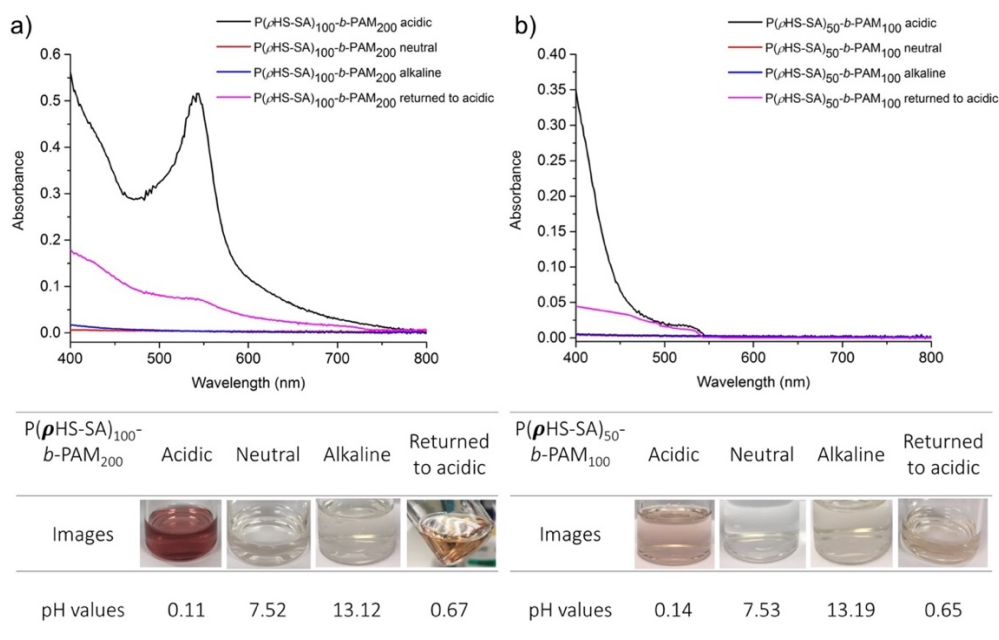 a)
P(ρHS-SA)100-b-PAM200 acidic
P(ρHS-SA)100-b-PAM200 neutral
P(ρHS-SA)100-b-PAM200 alkaline
P(ρHS-SA)100-b-PAM200 returned to acidic
0.6
0.5
0.4
0.3
0.2
0.1
0.0
Absorbance
400 500 600 700 800
Wavelength (nm)
b)
P(ρHS-SA)50-b-PAM100 acidic
P(ρHS-SA)50-b-PAM100 neutral
P(ρHS-SA)50-b-PAM100 alkaline
P(ρHS-SA)50-b-PAM100 returned to acidic
0.40
0.35
0.30
0.25
0.20
0.15
0.10
0.05
0.00
Absorbance
400 500 600 700 800
Wavelength (nm)
P(ρHS-SA)100-
b-PAM200
Acidic Neutral Alkaline Returned
to acidic
Images
pH values 0.11 7.52 13.12 0.67
P(ρHS-SA)50-
b-PAM100
Acidic Neutral Alkaline Returned
to acidic
Images
pH values 0.14 7.53 13.19 0.65